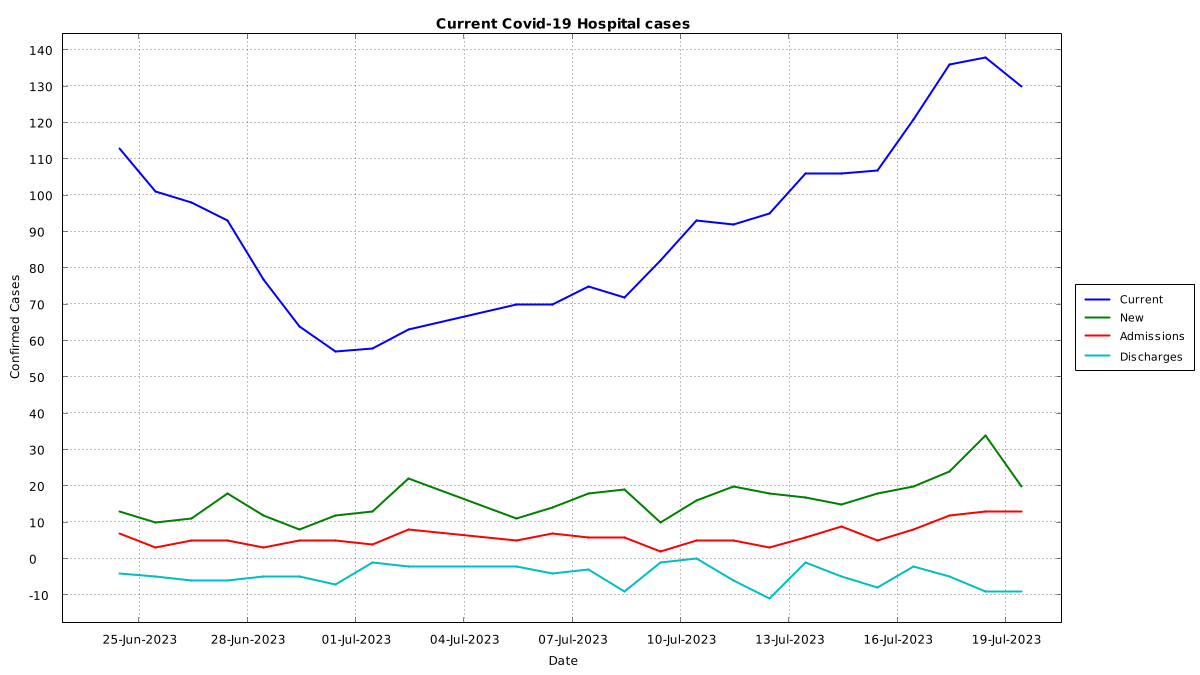 Current Covid-19 Hospital cases
140
130
120
110
100
90
80
70
60
50
40
30
20
10
0
-10
Confirmed Cases
25-Jun-2023 28-Jun-2023 01-Jul-2023 04-Jul-2023 07-Jul-2023 10-Jul-2023 13-Jul-2023 16-Jul-2023 19-Jul-2023
Date
Current
New
Admissions
Discharges